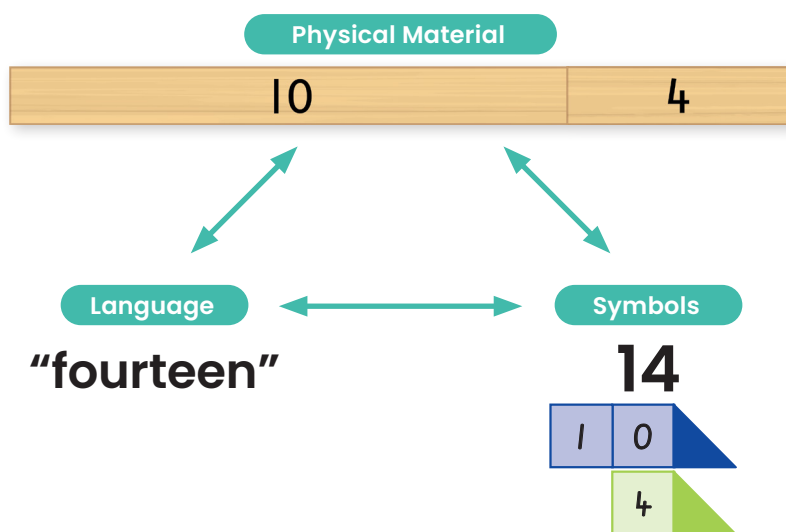 Physical Material
10 4
Language Symbols
“fourteen” 14
1 0
4